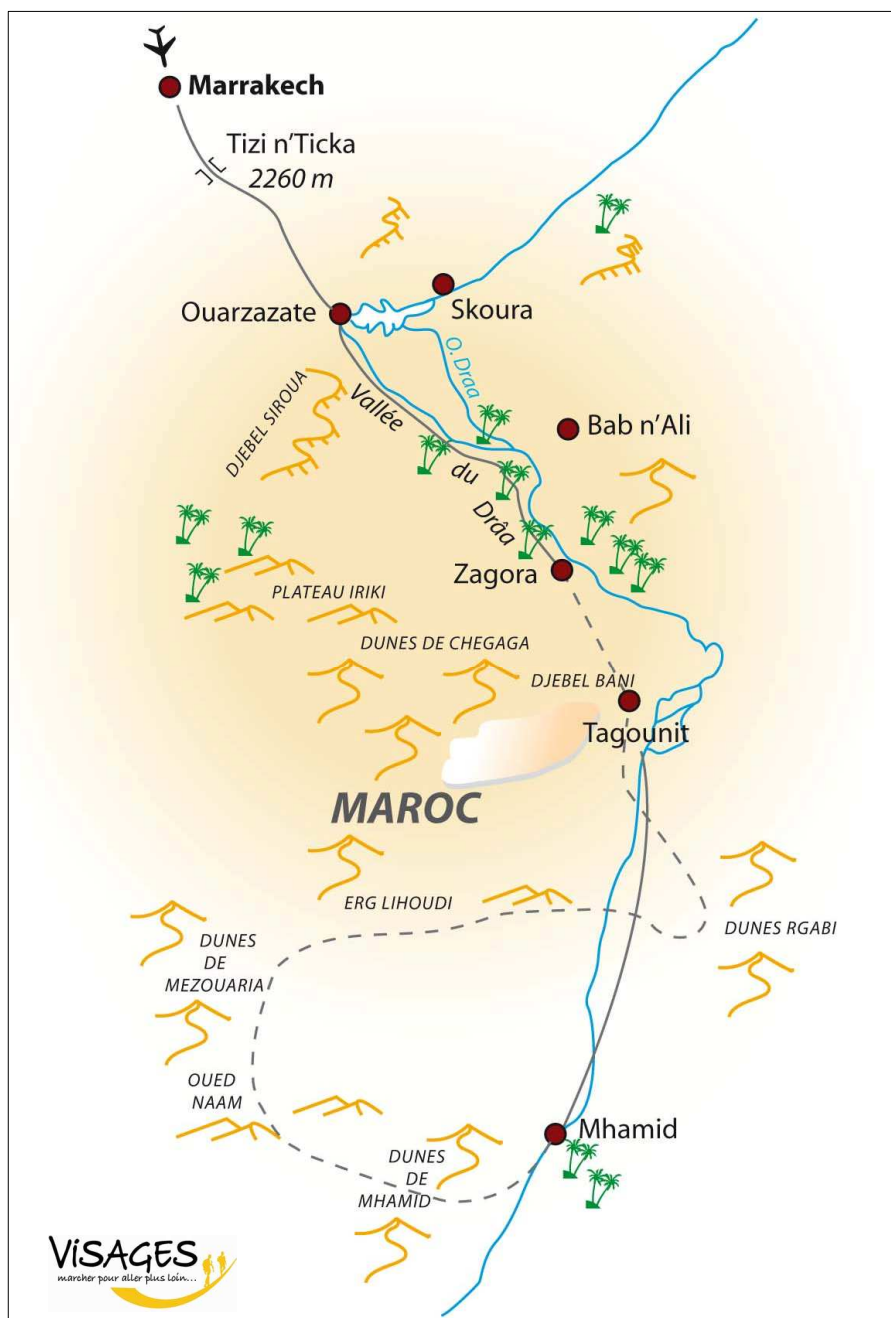 Marrakech
Tizi n'Ticka
2260 m
Ouarzazate
Skoura
O. Draa
DJEBEL SIROUA
Vallée
du
Drâa
Bab n'Ali
Zagora
PLATEAU IRIKI
DUNES DE CHEGAGA
DJEBEL BANI
Tagounit
MAROC
ERG LIHOUDI
DUNES RGABI
DUNES
DE
MEZOUARIA
OUED
NAAM
Mhamid
DUNES
DE
MHAMID
ViSAGES
marcher pour aller plus loin...